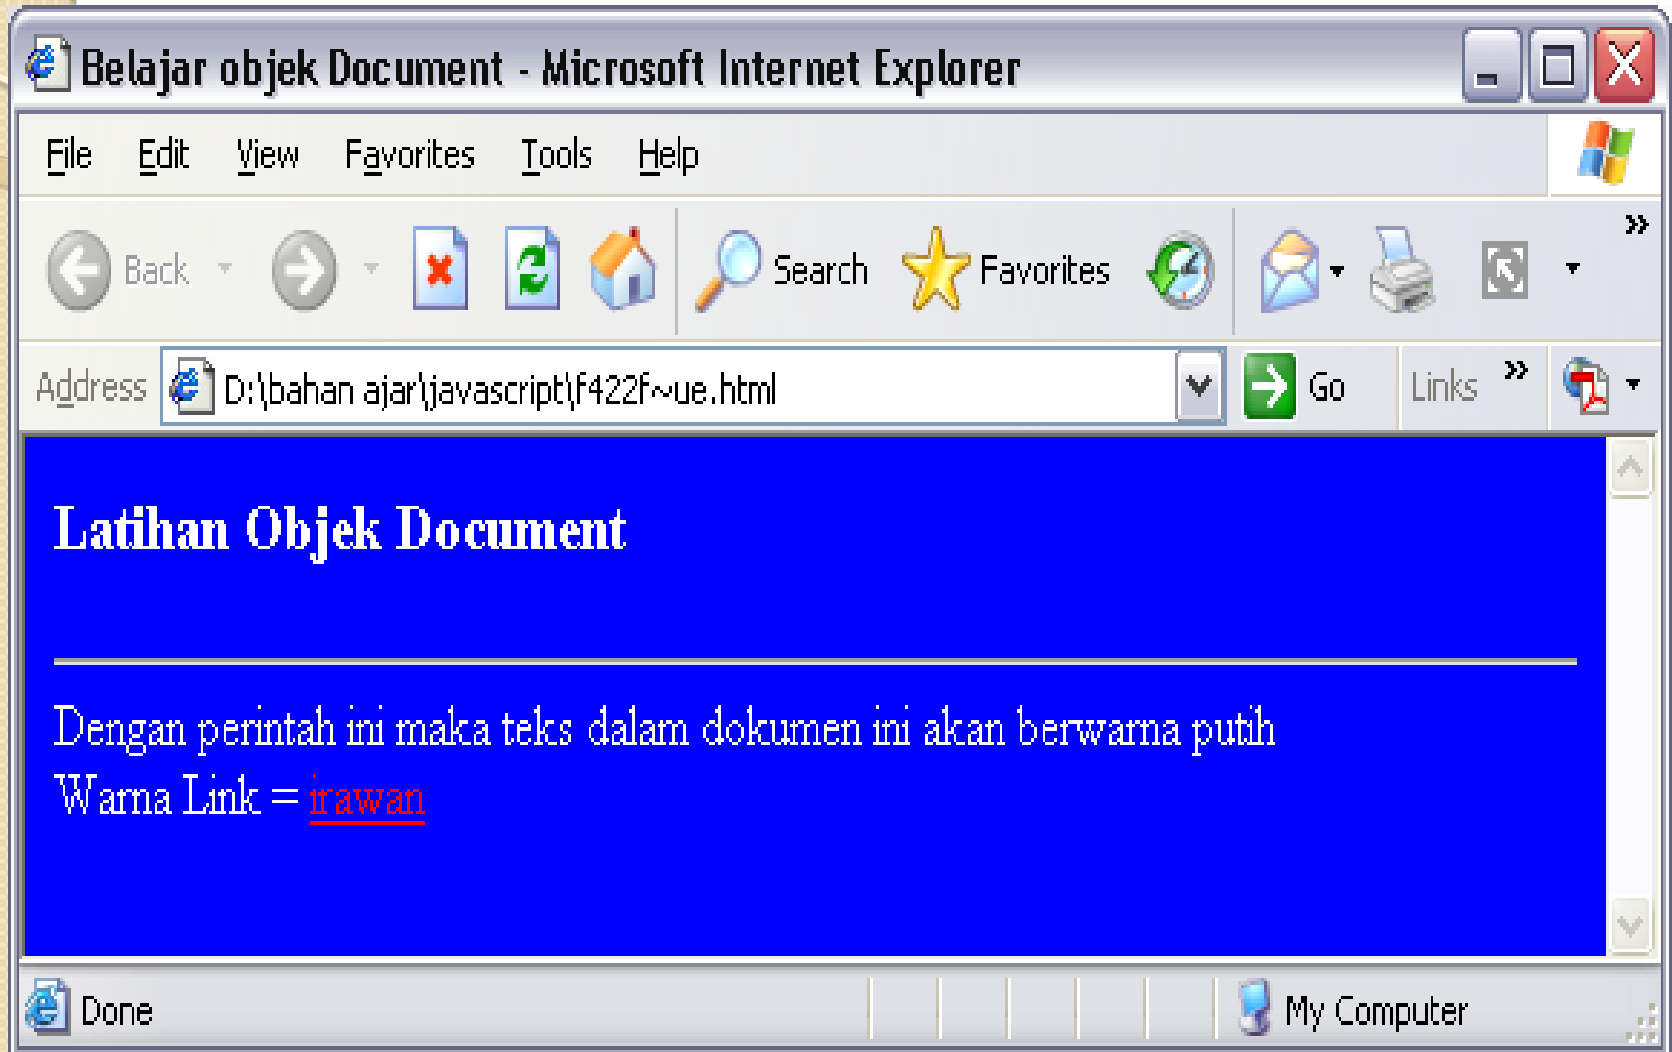 Belajar objek Document - Microsoft Internet Explorer
File Edit View Favorites Tools Help
Back Search Favorites
Address D:\bahan ajar\javascript\f422f~ue.html Go Links
Latihan Objek Document
Dengan perintah ini maka teks dalam dokumen ini akan berwarna putih
Warna Link = irawan
Done My Computer